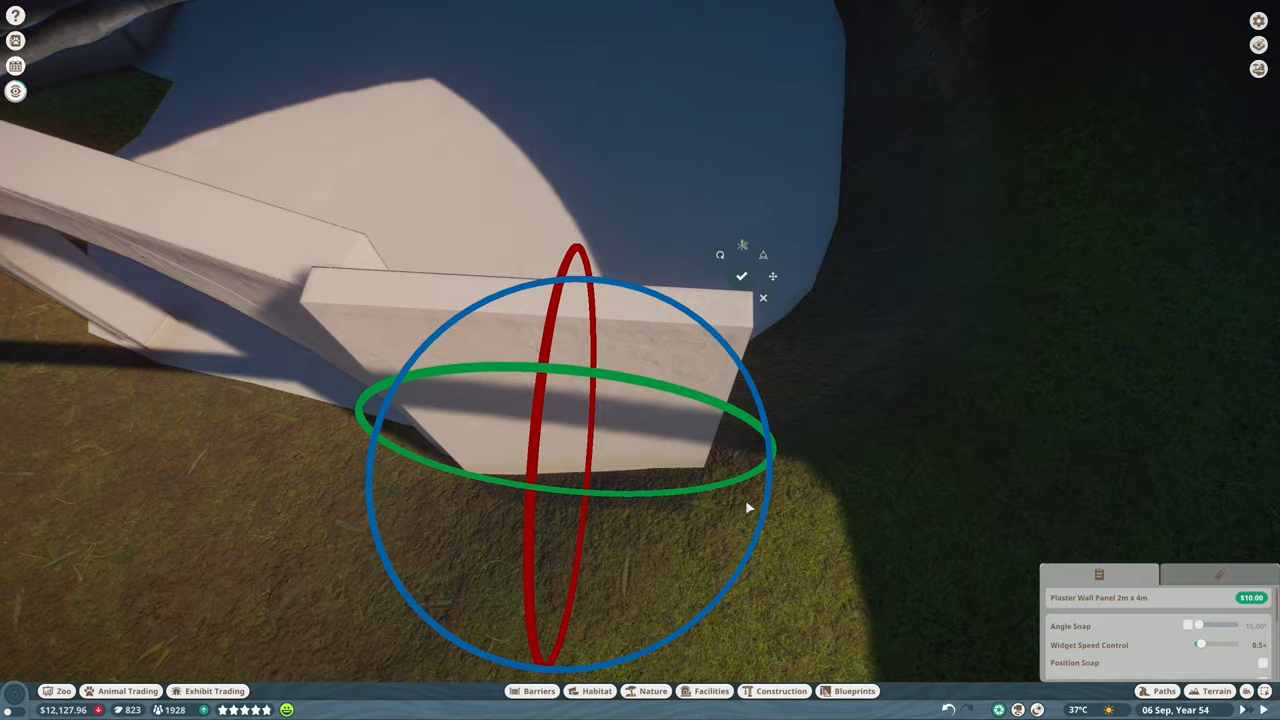 Plaster Wall Panel 2m x 4m $10.00
Angle Snap 15.00°
Widget Speed Control 0.5×
Position Snap
Zoo Animal Trading Exhibit Trading Barriers Habitat Nature Facilities Construction Blueprints Paths Terrain
$12,127.96 823 1928 37°C 06 Sep, Year 54